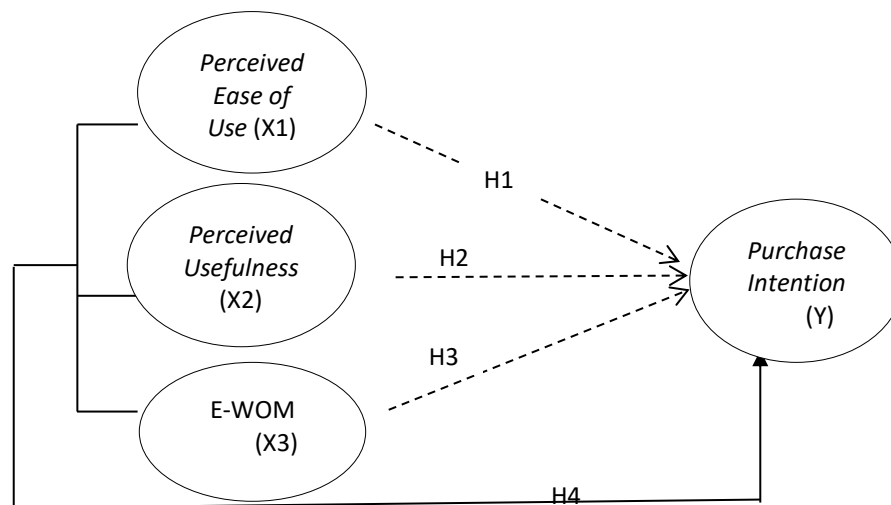 Perceived
Ease of
Use (X1)
H1
Perceived
Usefulness
(X2)
H2
Purchase
Intention
(Y)
H3
E-WOM
(X3)
H4